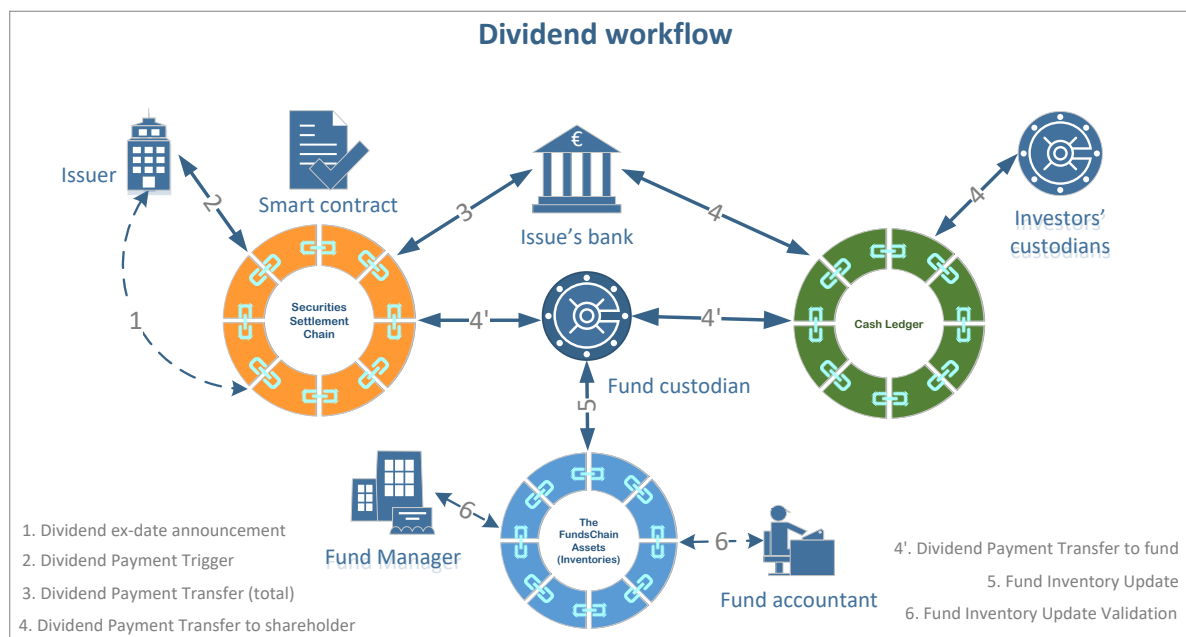 Dividend workflow
€
Issuer
2
Smart contract
3
Issue's bank
4
4
Investors'
custodians
1
Securities
Settlement
Chain
4'
4'
Cash Ledger
Fund custodian
5
Fund Manager
6
The
FundsChain
Assets
(Inventories)
6
Fund accountant
1. Dividend ex-date announcement
2. Dividend Payment Trigger
3. Dividend Payment Transfer (total)
4. Dividend Payment Transfer to shareholder
4'. Dividend Payment Transfer to fund
5. Fund Inventory Update
6. Fund Inventory Update Validation